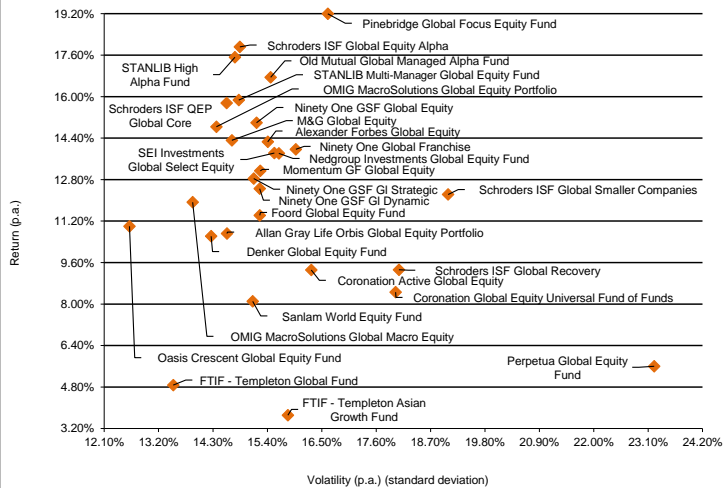 19.20%
Pinebridge Global Focus Equity Fund
Schroders ISF Global Equity Alpha
17.60%
Old Mutual Global Managed Alpha Fund
STANLIB High
Alpha Fund
STANLIB Multi-Manager Global Equity Fund
OMIG MacroSolutions Global Equity Portfolio
16.00%
Schroders ISF QEP
Global Core
Ninety One GSF Global Equity
M&G Global Equity
Alexander Forbes Global Equity
14.40%
Ninety One Global Franchise
SEI Investments
Global Select Equity
Nedgroup Investments Global Equity Fund
Momentum GF Global Equity
12.80%
Ninety One GSF GI Strategic
Schroders ISF Global Smaller Companies
Ninety One GSF GI Dynamic
Foord Global Equity Fund
11.20%
Allan Gray Life Orbis Global Equity Portfolio
Denker Global Equity Fund
9.60%
Schroders ISF Global Recovery
Coronation Active Global Equity
Coronation Global Equity Universal Fund of Funds
8.00%
Sanlam World Equity Fund
OMIG MacroSolutions Global Macro Equity
6.40%
Oasis Crescent Global Equity Fund
Perpetua Global Equity
Fund
FTIF - Templeton Global Fund
4.80%
FTIF - Templeton Asian
Growth Fund
3.20%
12.10% 13.20% 14.30% 15.40% 16.50% 17.60% 18.70% 19.80% 20.90% 22.00% 23.10% 24.20%
Return (p.a.)
Volatility (p.a.) (standard deviation)